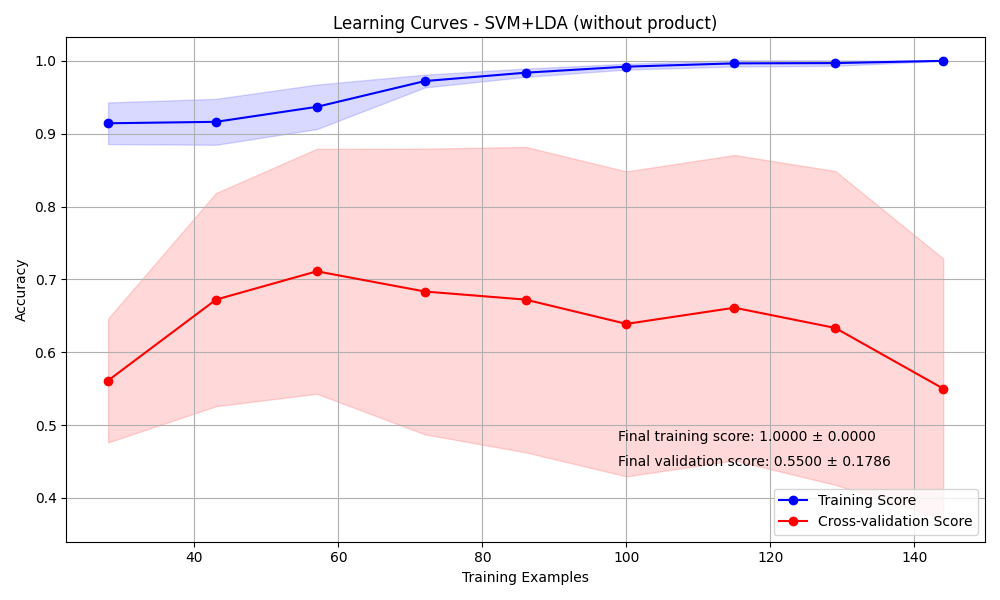 Learning Curves - SVM+LDA (without product)
1.0
0.9
0.8
0.7
0.6
0.5
0.4
Accuracy
Final training score: 1.0000 ± 0.0000
Final validation score: 0.5500 ± 0.1786
Training Score
Cross-validation Score
40
60
80
100
120
140
Training Examples